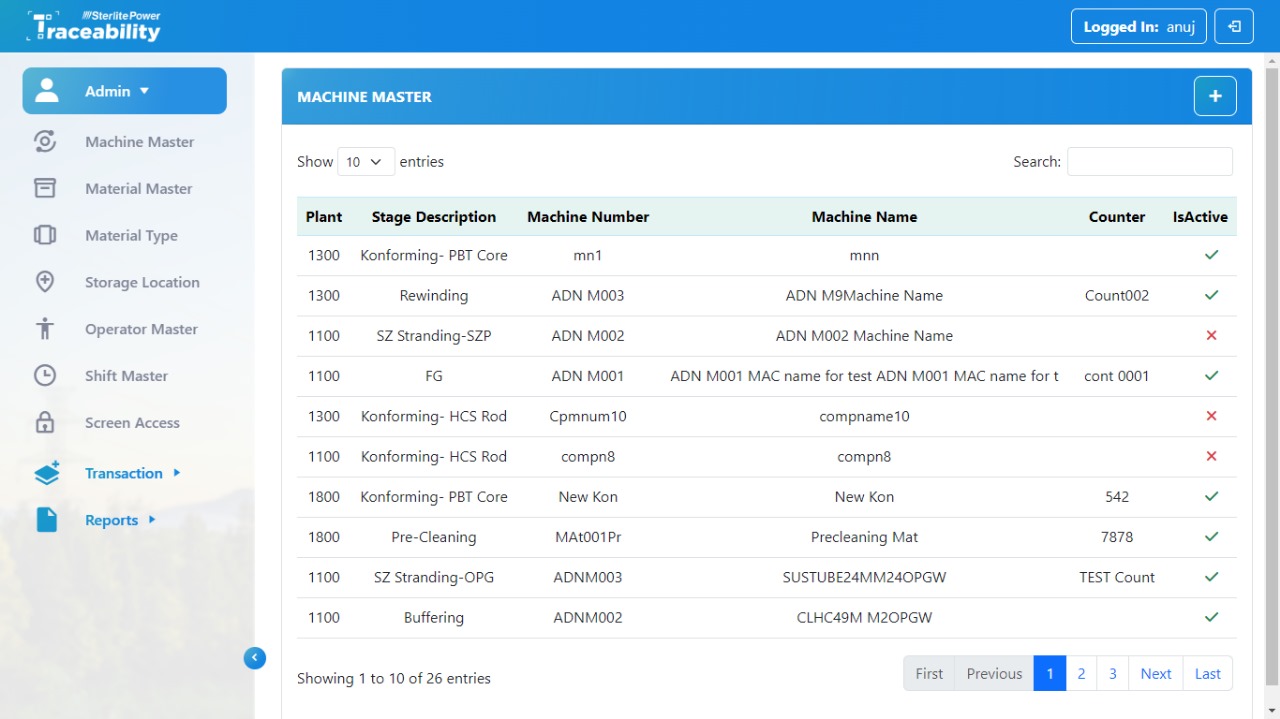 SterlitePower
Traceability
Logged In: anuj
Admin
Machine Master
Material Master
Material Type
Storage Location
Operator Master
Shift Master
Screen Access
Transaction
Reports
MACHINE MASTER
+
Show 10 entries
Search:
Plant Stage Description Machine Number Machine Name Counter IsActive
1300 Konforming- PBT Core mn1 mnn
1300 Rewinding ADN M003 ADN M9Machine Name Count002
1100 SZ Stranding-SZP ADN M002 ADN M002 Machine Name
1100 FG ADN M001 ADN M001 MAC name for test ADN M001 MAC name for t cont 0001
1300 Konforming- HCS Rod Cpmnum10 compname10
1100 Konforming- HCS Rod compn8 compn8
1800 Konforming- PBT Core New Kon New Kon 542
1800 Pre-Cleaning MAt001Pr Precleaning Mat 7878
1100 SZ Stranding-OPG ADNM003 SUSTUBE24MM24OPGW TEST Count
1100 Buffering ADNM002 CLHC49M M2OPGW
Showing 1 to 10 of 26 entries
First Previous 1 2 3 Next Last